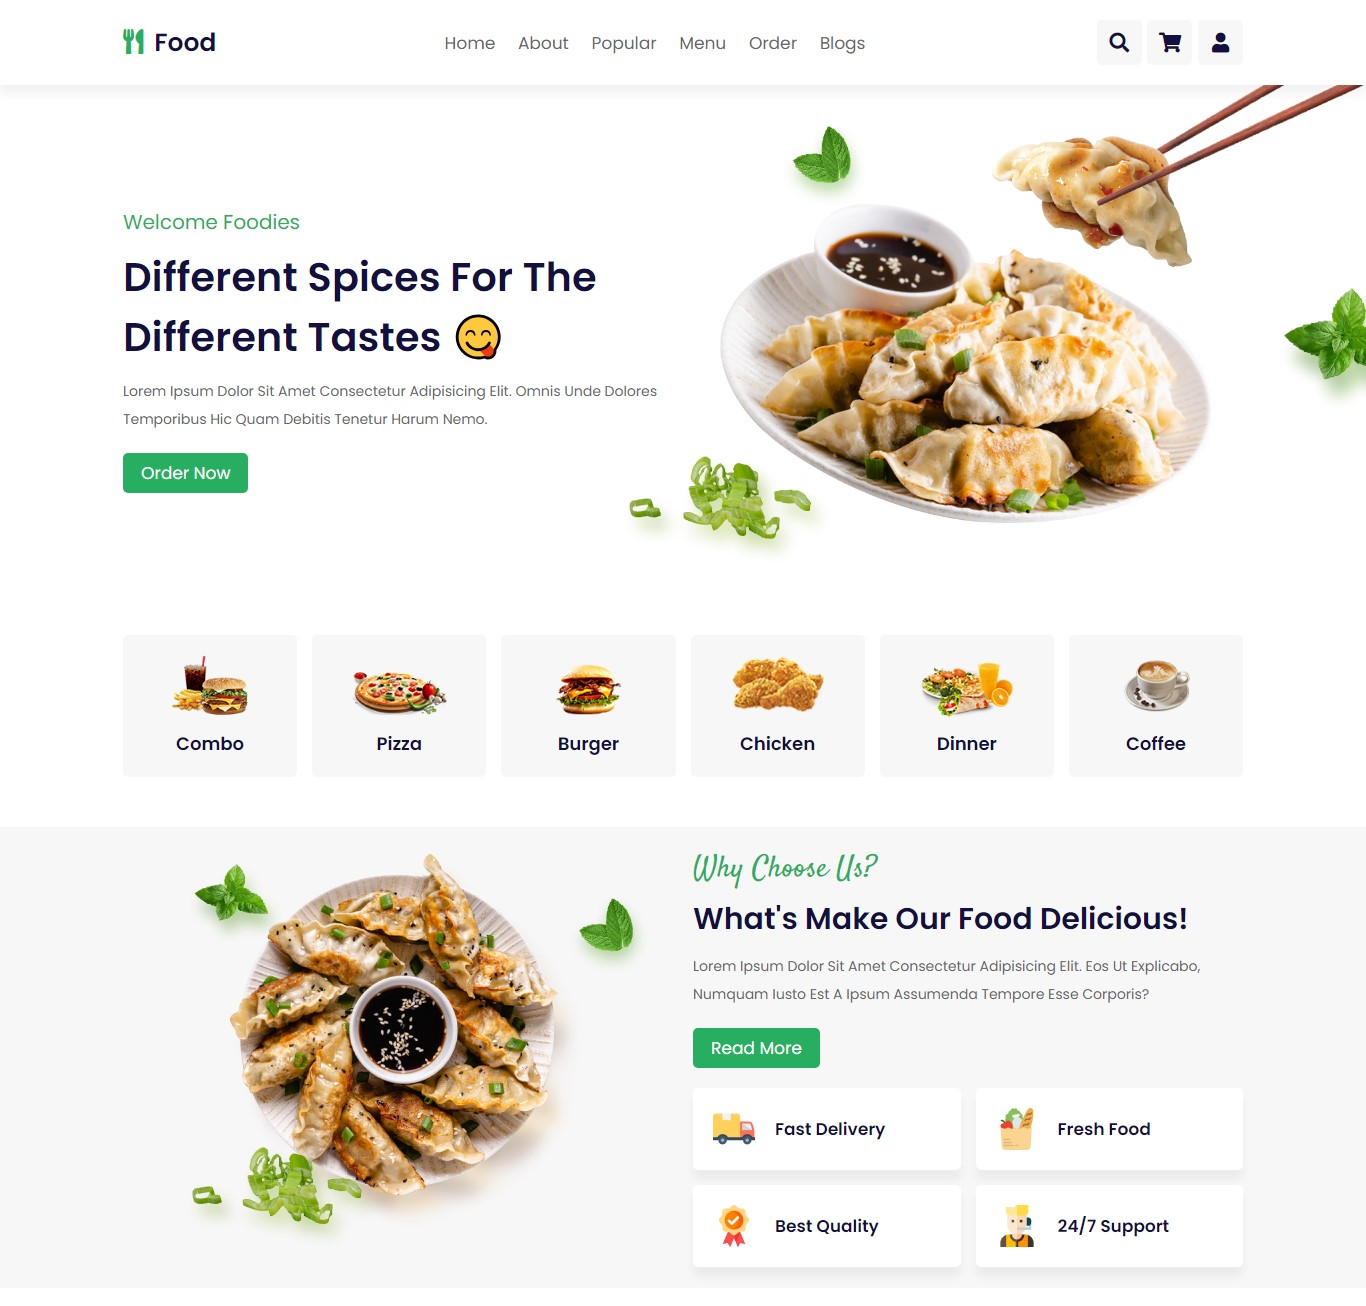 Food
Home About Popular Menu Order Blogs
Welcome Foodies
Different Spices For The
Different Tastes 😋
Lorem Ipsum Dolor Sit Amet Consectetur Adipisicing Elit. Omnis Unde Dolores
Temporibus Hic Quam Debitis Tenetur Harum Nemo.
Order Now
Combo
Pizza
Burger
Chicken
Dinner
Coffee
Why Choose Us?
What's Make Our Food Delicious!
Lorem Ipsum Dolor Sit Amet Consectetur Adipisicing Elit. Eos Ut Explicabo,
Numquam Iusto Est A Ipsum Assumenda Tempore Esse Corporis?
Read More
Fast Delivery
Fresh Food
Best Quality
24/7 Support